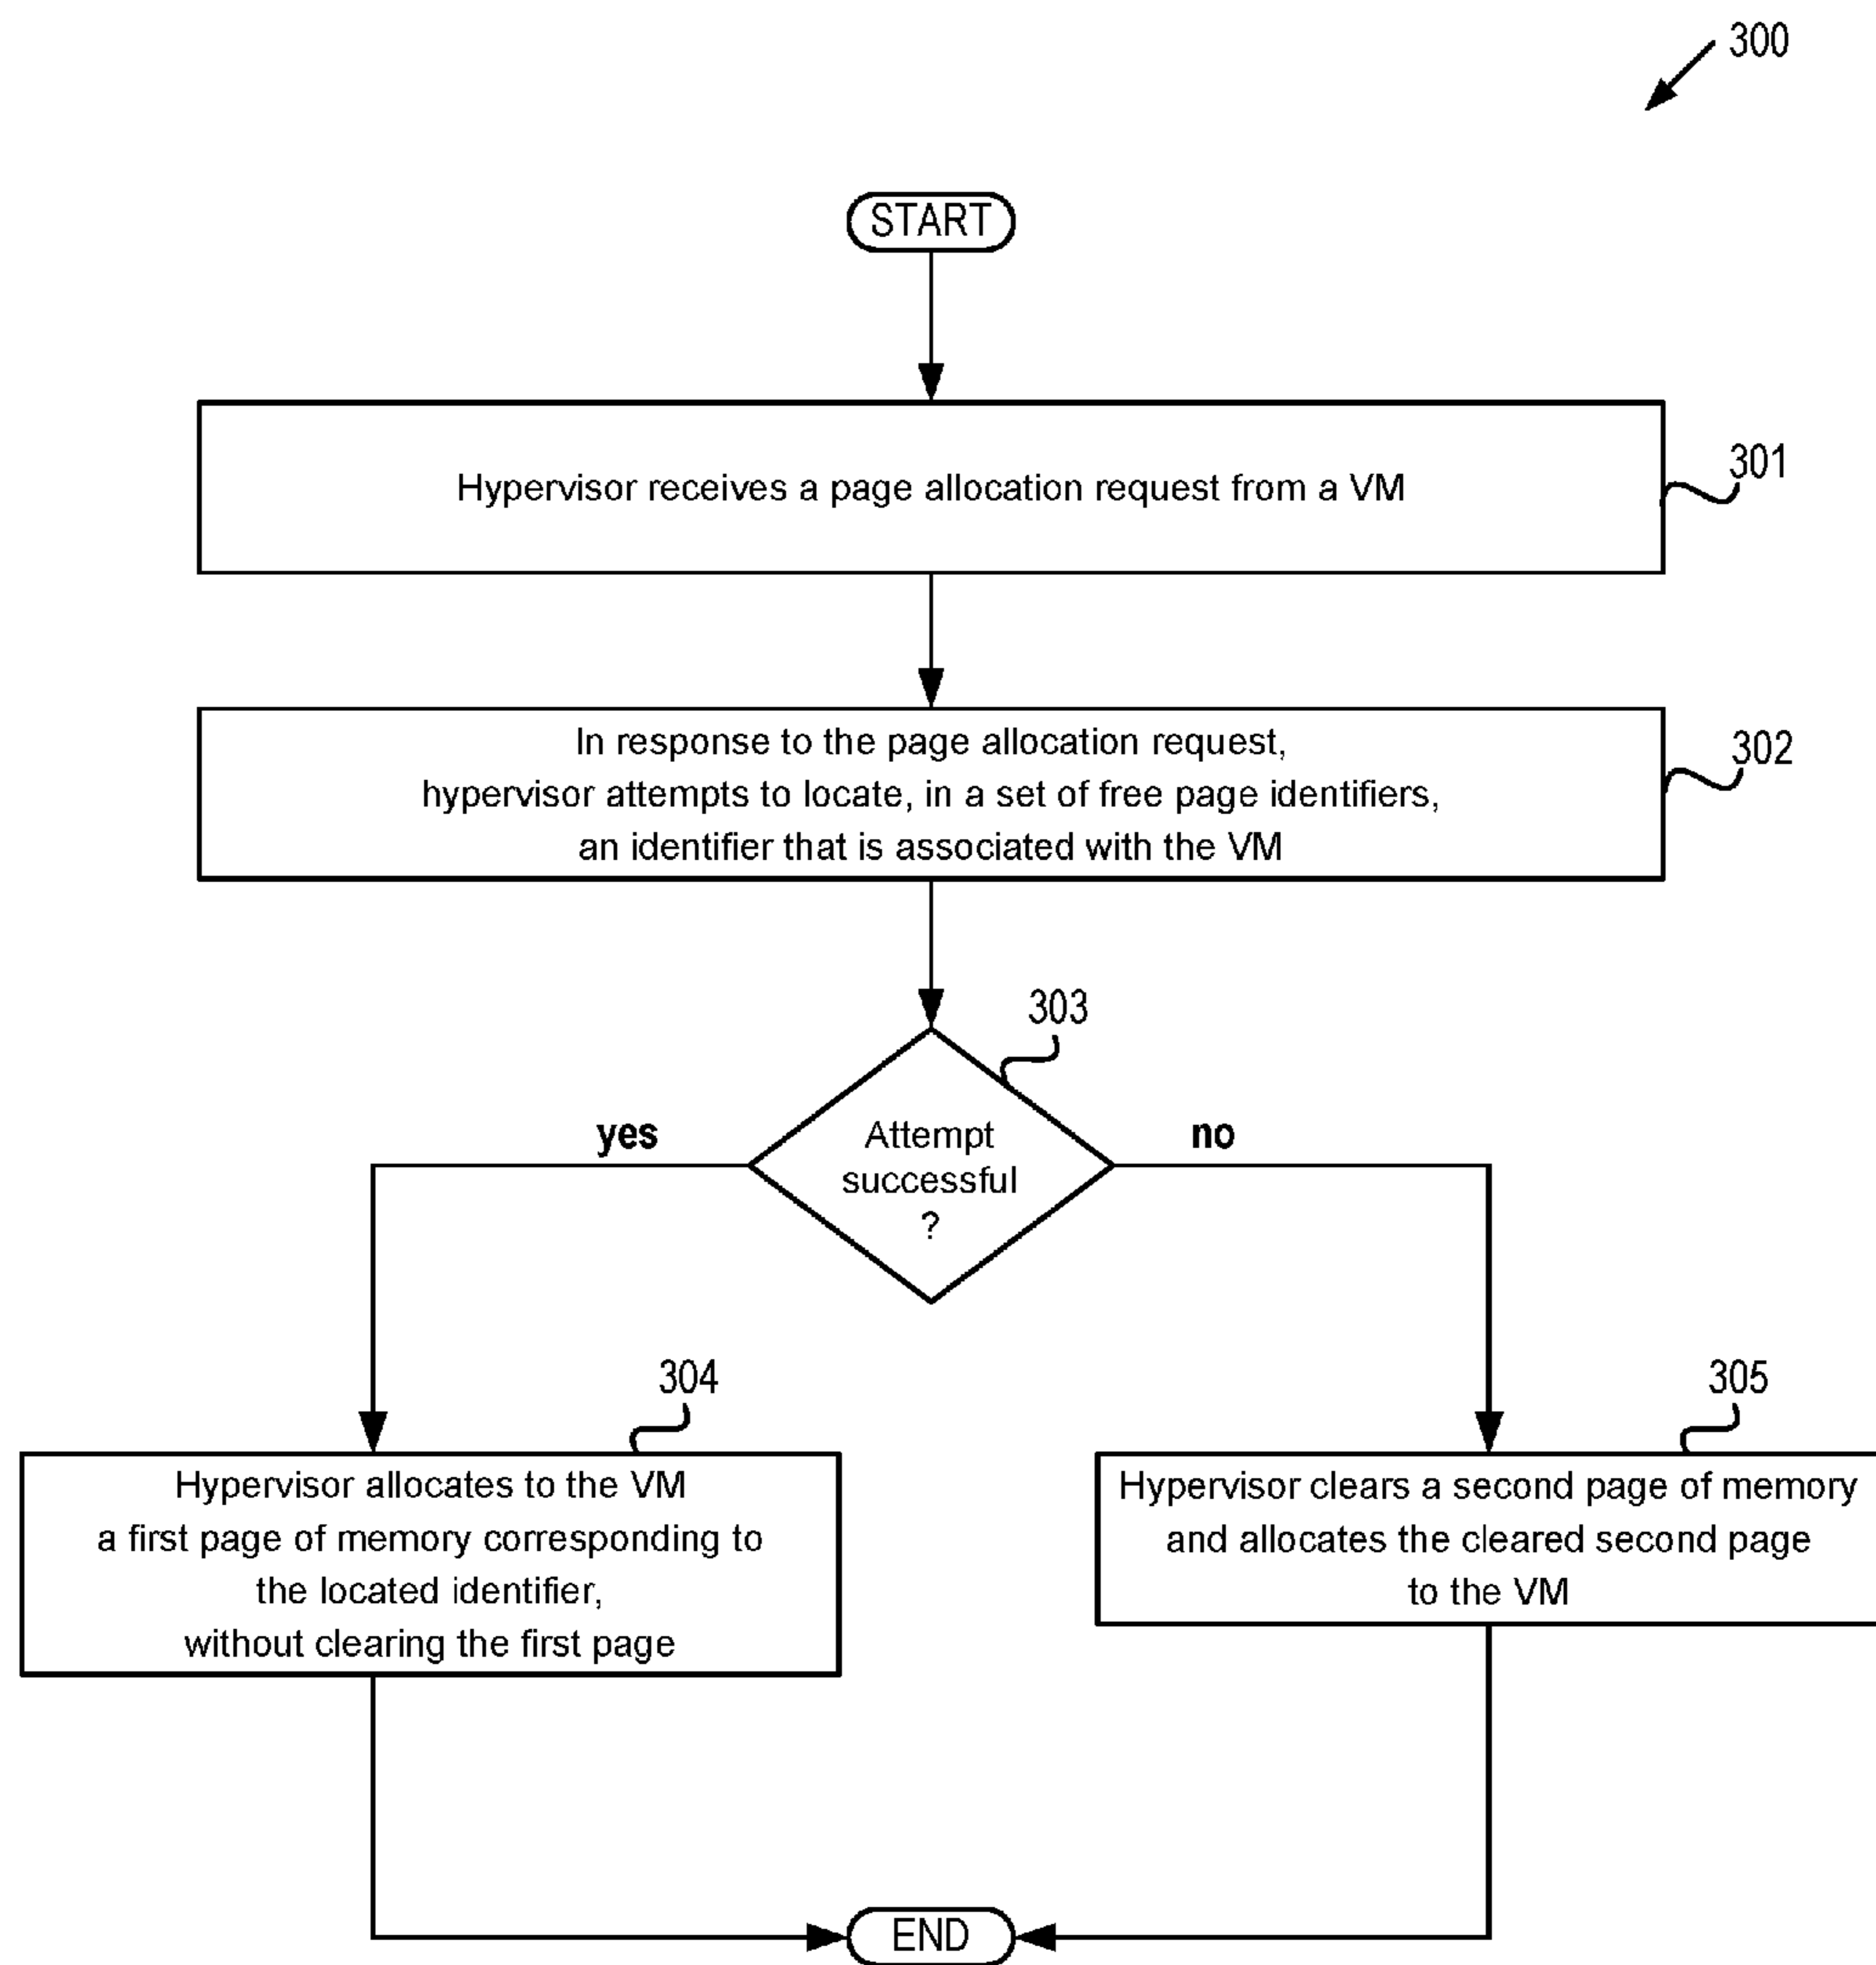 300
START
Hypervisor receives a page allocation request from a VM
301
In response to the page allocation request,
hypervisor attempts to locate, in a set of free page identifiers,
an identifier that is associated with the VM
302
303
Attempt
successful
?
yes
no
304
Hypervisor allocates to the VM
a first page of memory corresponding to
the located identifier,
without clearing the first page
305
Hypervisor clears a second page of memory
and allocates the cleared second page
to the VM
END